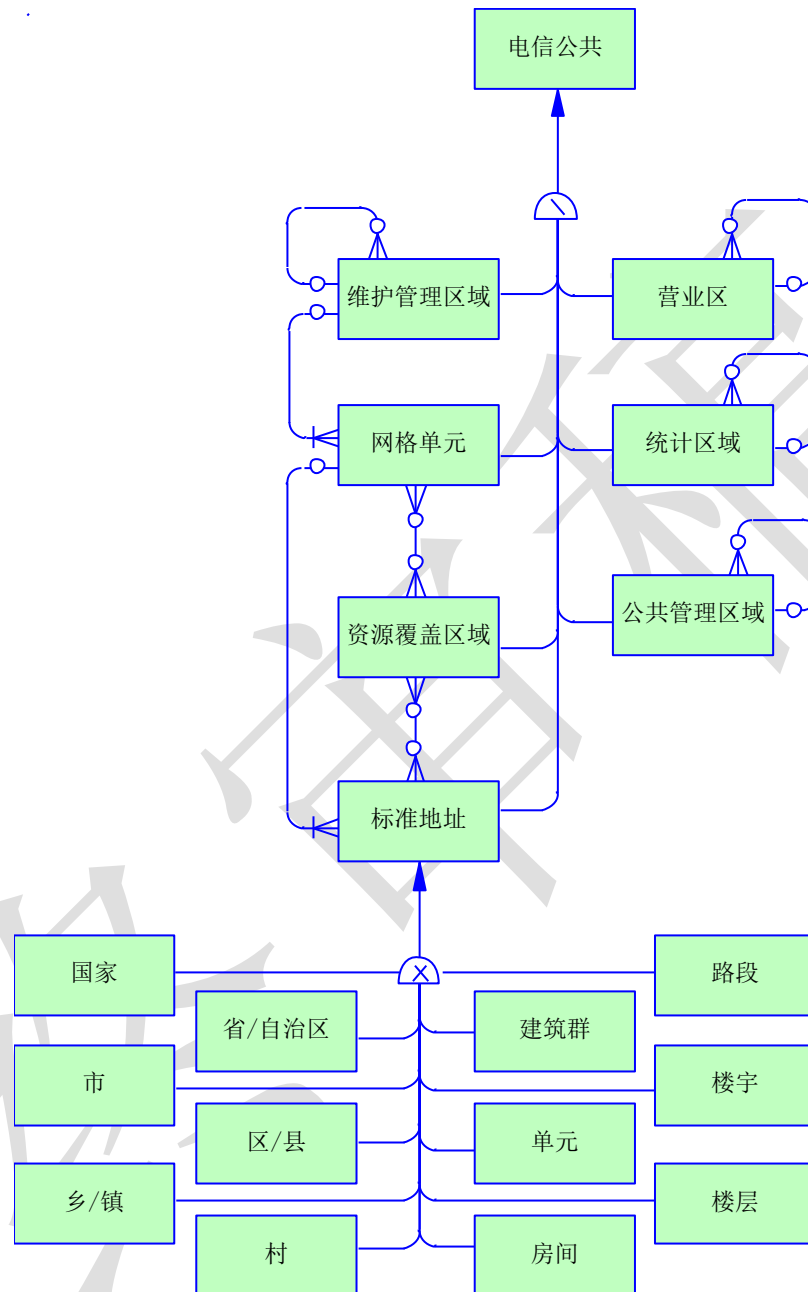 电信公共
维护管理区域
营业区
网格单元
统计区域
资源覆盖区域
公共管理区域
标准地址
国家
路段
省/自治区
建筑群
市
楼宇
区/县
单元
乡/镇
楼层
村
房间